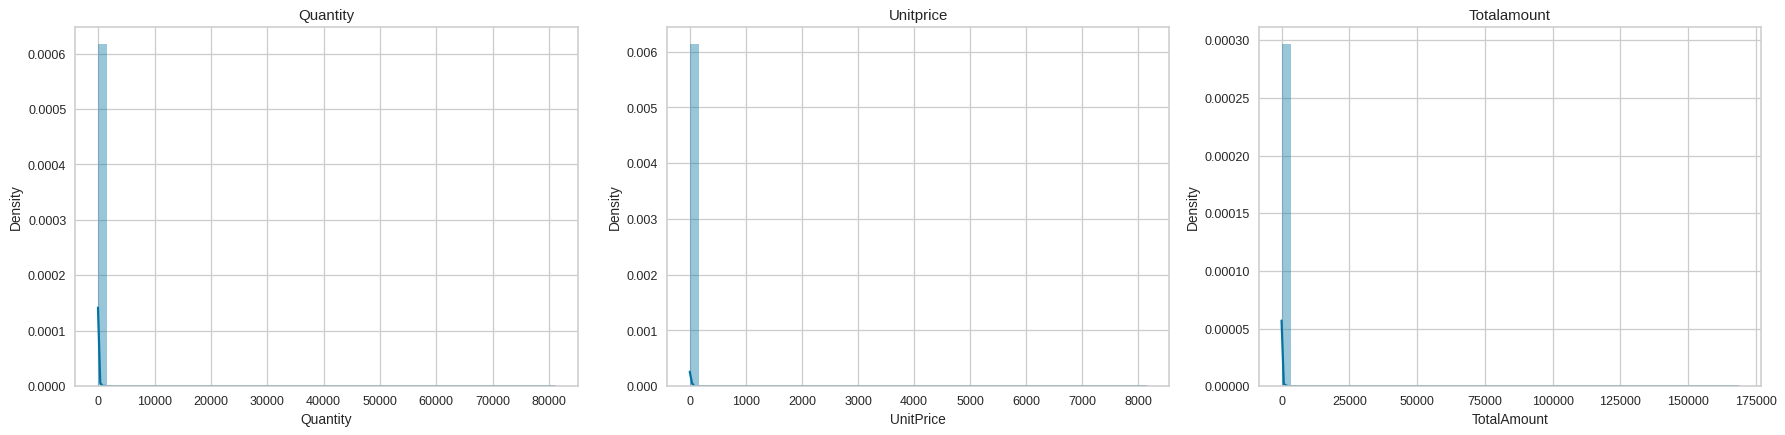 Quantity
0.0006
0.0005
0.0004
0.0003
0.0002
0.0001
0.0000
Density
0 10000 20000 30000 40000 50000 60000 70000 80000
Quantity
Unitprice
0.006
0.005
0.004
0.003
0.002
0.001
0.000
Density
0 1000 2000 3000 4000 5000 6000 7000 8000
UnitPrice
Totalamount
0.00030
0.00025
0.00020
0.00015
0.00010
0.00005
0.00000
Density
0 25000 50000 75000 100000 125000 150000 175000
TotalAmount